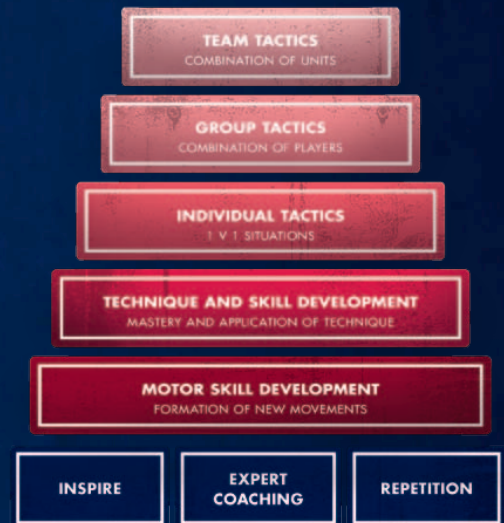 TEAM TACTICS
COMBINATION OF UNITS
GROUP TACTICS
COMBINATION OF PLAYERS
INDIVIDUAL TACTICS
1 V 1 SITUATIONS
TECHNIQUE AND SKILL DEVELOPMENT
MASTERY AND APPLICATION OF TECHNIQUE
MOTOR SKILL DEVELOPMENT
FORMATION OF NEW MOVEMENTS
INSPIRE
EXPERT
COACHING
REPETITION